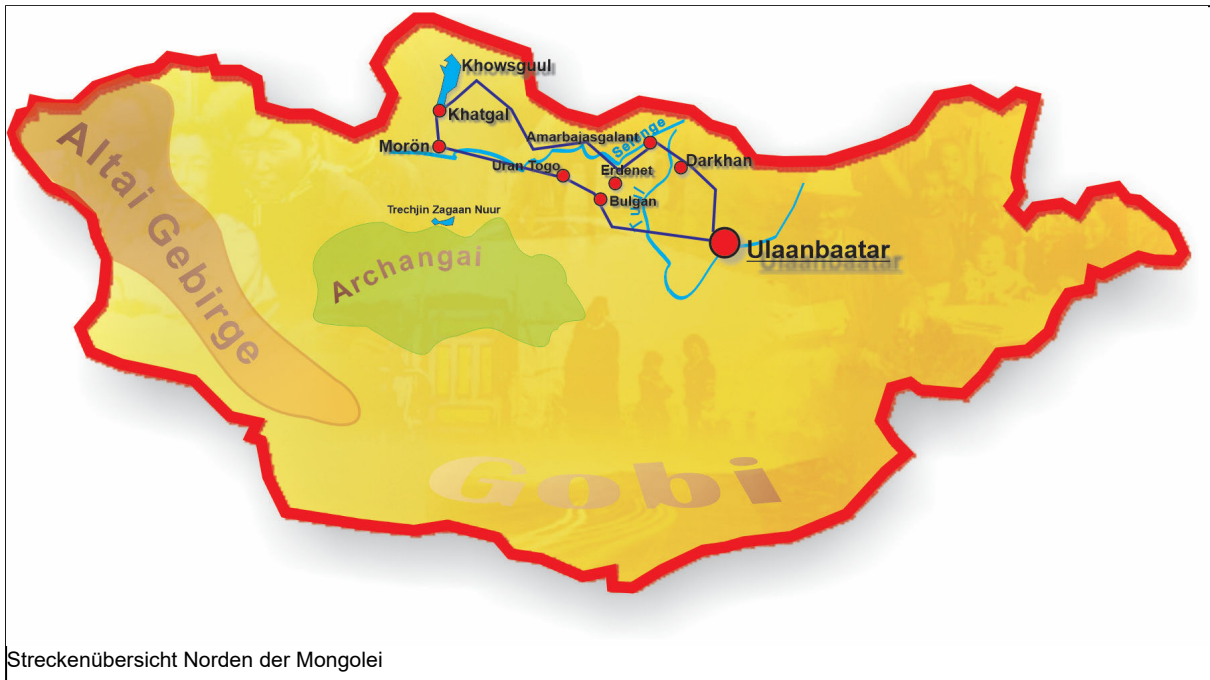 Khowsguul
Khatgal
Morön
Amarbajasgalant
Selenge
Uran Togo
Erdenet
Darkhan
Bulgan
Tuul
Trechjin Zagaan Nuur
Ulaanbaatar
Altai Gebirge
Archangai
Gobi
Streckenübersicht Norden der Mongolei